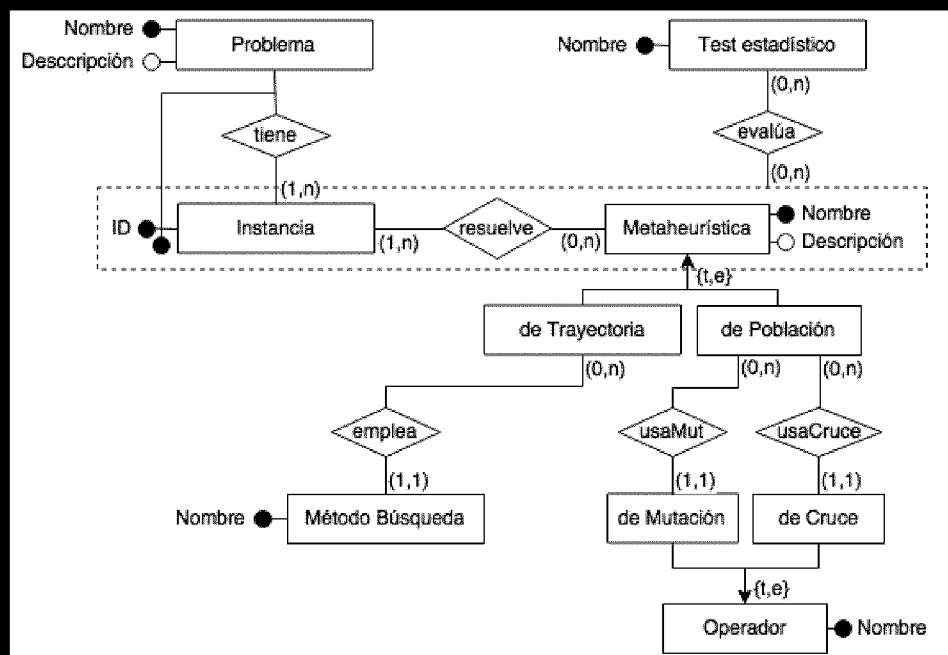 Nombre
Problema
Desccripción
Nombre
Test estadístico
(0,n)
tiene
evalúa
(1,n)
(0,n)
ID
Instancia
(1,n)
resuelve
(0,n)
Metaheurística
Nombre
Descripción
{t,e}
de Trayectoria
de Población
(0,n)
(0,n)
(0,n)
emplea
usaMut
usaCruce
(1,1)
(1,1)
(1,1)
Nombre
Método Búsqueda
de Mutación
de Cruce
{t,e}
Operador
Nombre